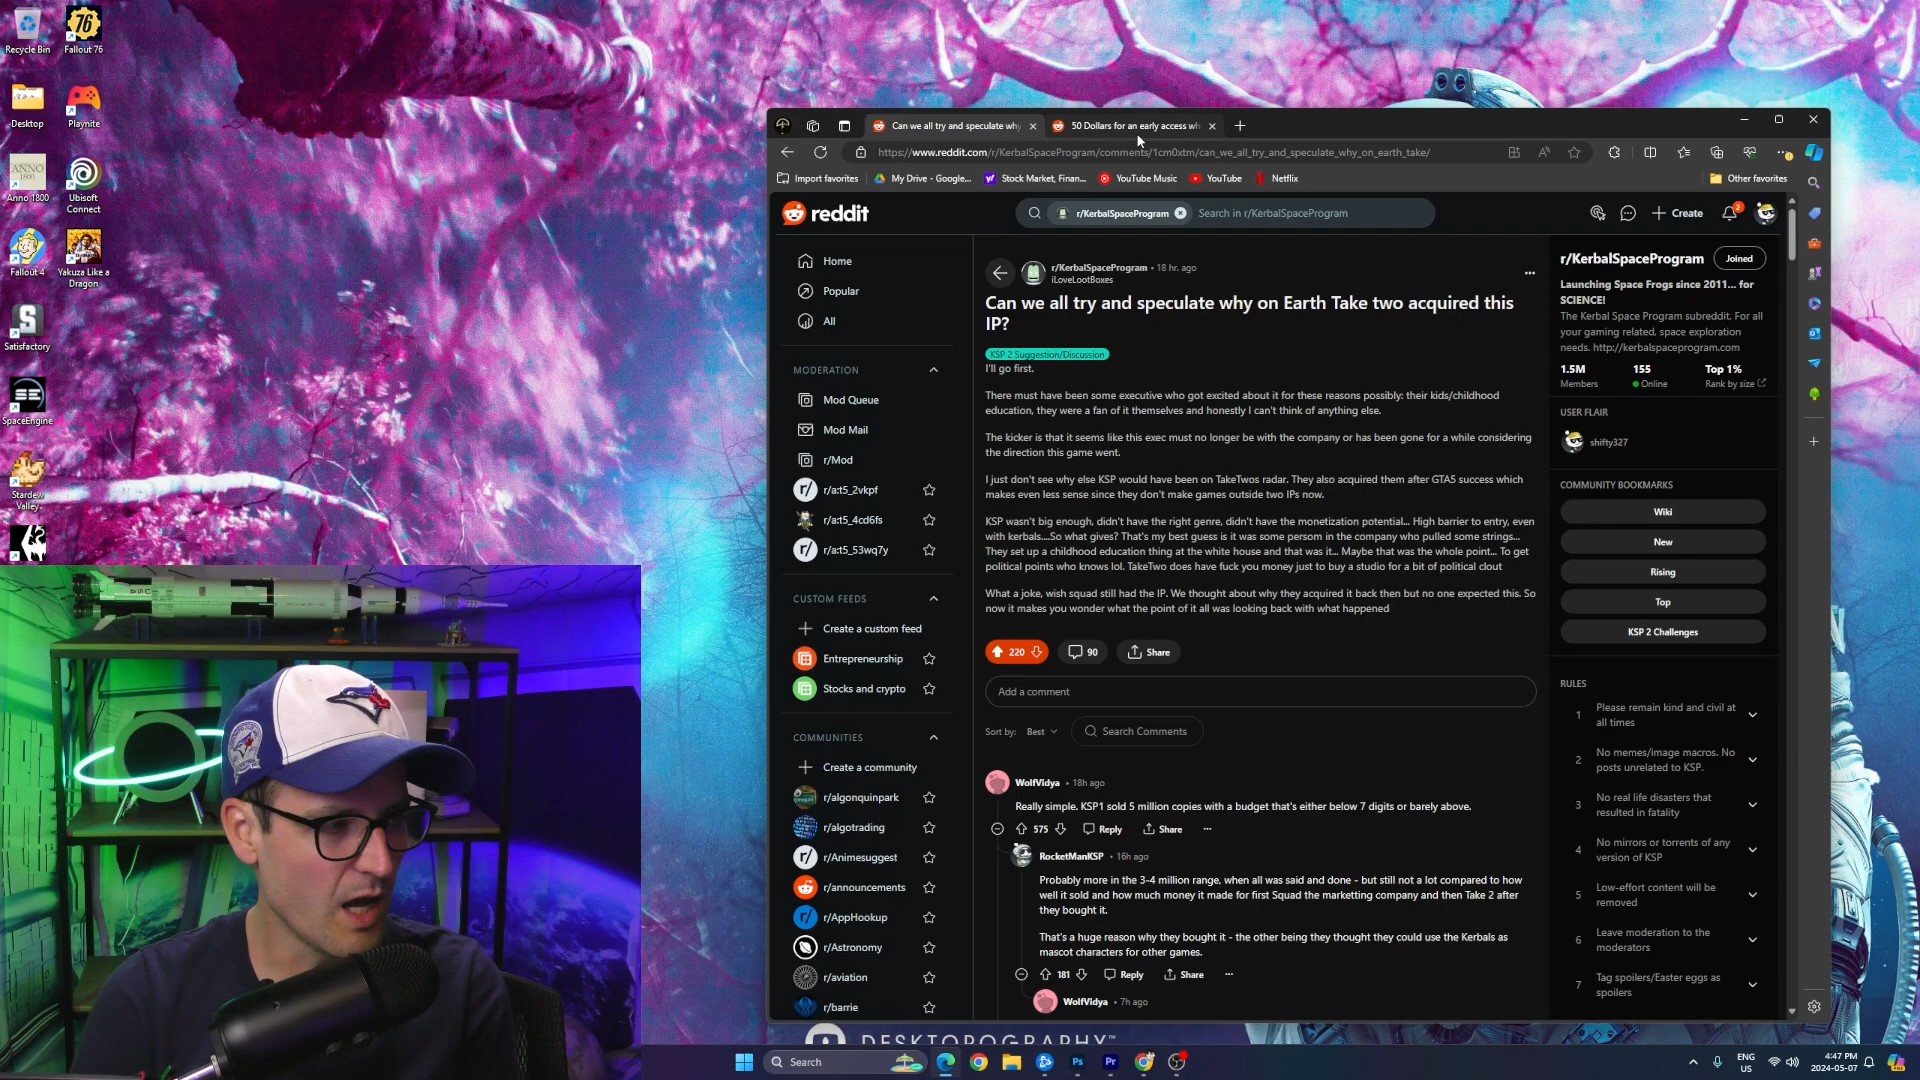 Recycle Bin
Fallout 76
Desktop
Playnite
Anno 1800
Ubisoft
Connect
Fallout 4
Yakuza Like a
Dragon
Satisfactory
SpaceEngine
Stardew
Valley
Can we all try and speculate why
50 Dollars for an early access wh
https://www.reddit.com/r/KerbalSpaceProgram/comments/1cm0xtm/can_we_all_try_and_speculate_why_on_earth_take/
Import favorites
My Drive - Google...
Stock Market, Finan...
YouTube Music
YouTube
Netflix
Other favorites
reddit
r/KerbalSpaceProgram
Search in r/KerbalSpaceProgram
Create
2
Home
Popular
All
MODERATION
Mod Queue
Mod Mail
r/Mod
r/a:t5_2vkpf
r/a:t5_4cd6fs
r/a:t5_53wq7y
CUSTOM FEEDS
Create a custom feed
Entrepreneurship
Stocks and crypto
COMMUNITIES
Create a community
r/algonquinpark
r/algotrading
r/Animesuggest
r/announcements
r/AppHookup
r/Astronomy
r/aviation
r/barrie
r/KerbalSpaceProgram • 18 hr. ago
iLoveLootBoxes
Can we all try and speculate why on Earth Take two acquired this
IP?
KSP 2 Suggestion/Discussion
I'll go first.
There must have been some executive who got excited about it for these reasons possibly: their kids/childhood
education, they were a fan of it themselves and honestly I can't think of anything else.
The kicker is that it seems like this exec must no longer be with the company or has been gone for a while considering
the direction this game went.
I just don't see why else KSP would have been on TakeTwos radar. They also acquired them after GTA5 success which
makes even less sense since they don't make games outside two IPs now.
KSP wasn't big enough, didn't have the right genre, didn't have the monetization potential... High barrier to entry, even
with kerbals....So what gives? That's my best guess is it was some persom in the company who pulled some strings...
They set up a childhood education thing at the white house and that was it... Maybe that was the whole point... To get
political points who knows lol. TakeTwo does have fuck you money just to buy a studio for a bit of political clout
What a joke, wish squad still had the IP. We thought about why they acquired it back then but no one expected this. So
now it makes you wonder what the point of it all was looking back with what happened
220
90
Share
Add a comment
Sort by: Best
Search Comments
WolfVidya • 18h ago
Really simple. KSP1 sold 5 million copies with a budget that's either below 7 digits or barely above.
575
Reply
Share
RocketManKSP • 16h ago
Probably more in the 3-4 million range, when all was said and done - but still not a lot compared to how
well it sold and how much money it made for first Squad the marketing company and then Take 2 after
they bought it.
That's a huge reason why they bought it - the other being they thought they could use the Kerbals as
mascot characters for other games.
181
Reply
Share
WolfVidya • 7h ago
r/KerbalSpaceProgram
Joined
Launching Space Frogs since 2011... for
SCIENCE!
The Kerbal Space Program subreddit. For all
your gaming related, space exploration
needs. http://kerbalspaceprogram.com
1.5M
155
Top 1%
Members
Online
Rank by size
USER FLAIR
shifty327
COMMUNITY BOOKMARKS
Wiki
New
Rising
Top
KSP 2 Challenges
RULES
1 Please remain kind and civil at
all times
2 No memes/image macros. No
posts unrelated to KSP.
3 No real life disasters that
resulted in fatality
4 No mirrors or torrents of any
version of KSP
5 Low-effort content will be
removed
6 Leave moderation to the
moderators
7 Tag spoilers/Easter eggs as
spoilers
DESKTOPOGRAPHY™
Search
ENG
US
4:47 PM
2024-05-07